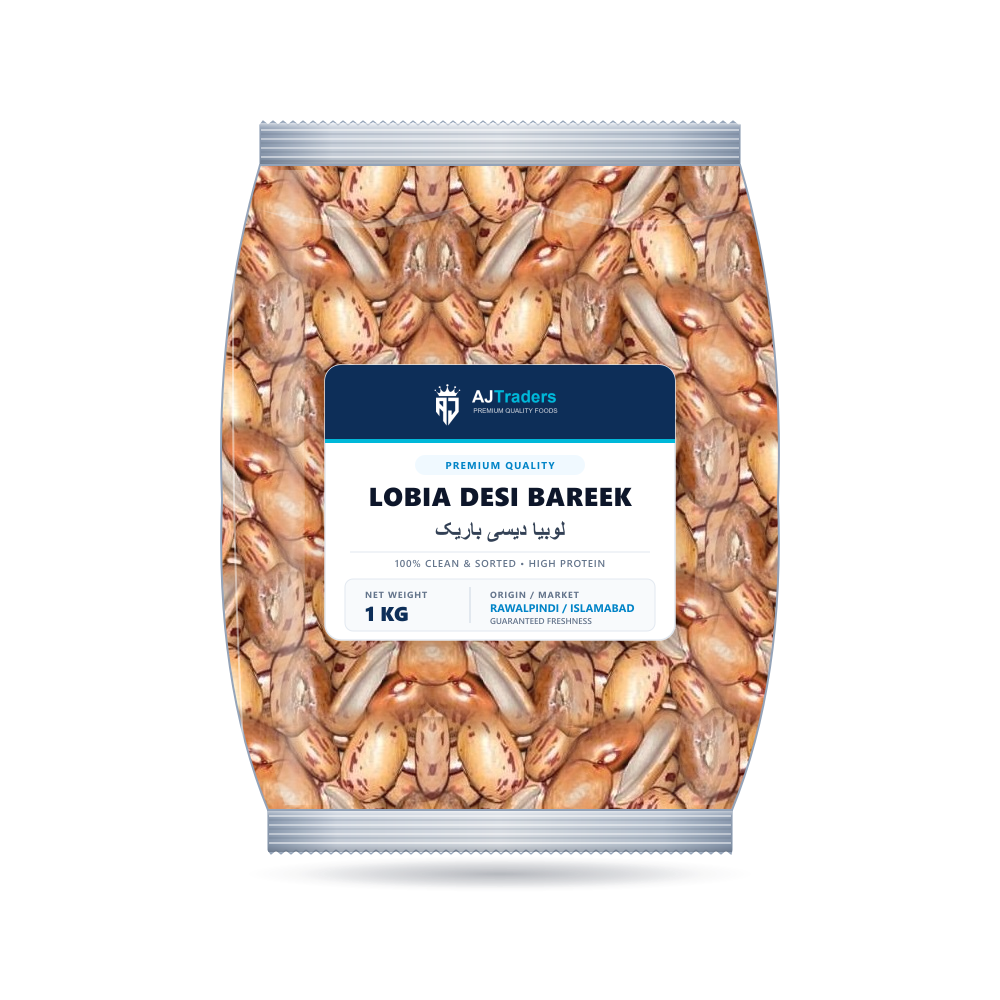 AJTraders
PREMIUM QUALITY FOODS
PREMIUM QUALITY
LOBIA DESI BAREEK
لوبیا دیسی باریک
100% CLEAN & SORTED • HIGH PROTEIN
NET WEIGHT
1 KG
ORIGIN / MARKET
RAWALPINDI / ISLAMABAD
GUARANTEED FRESHNESS